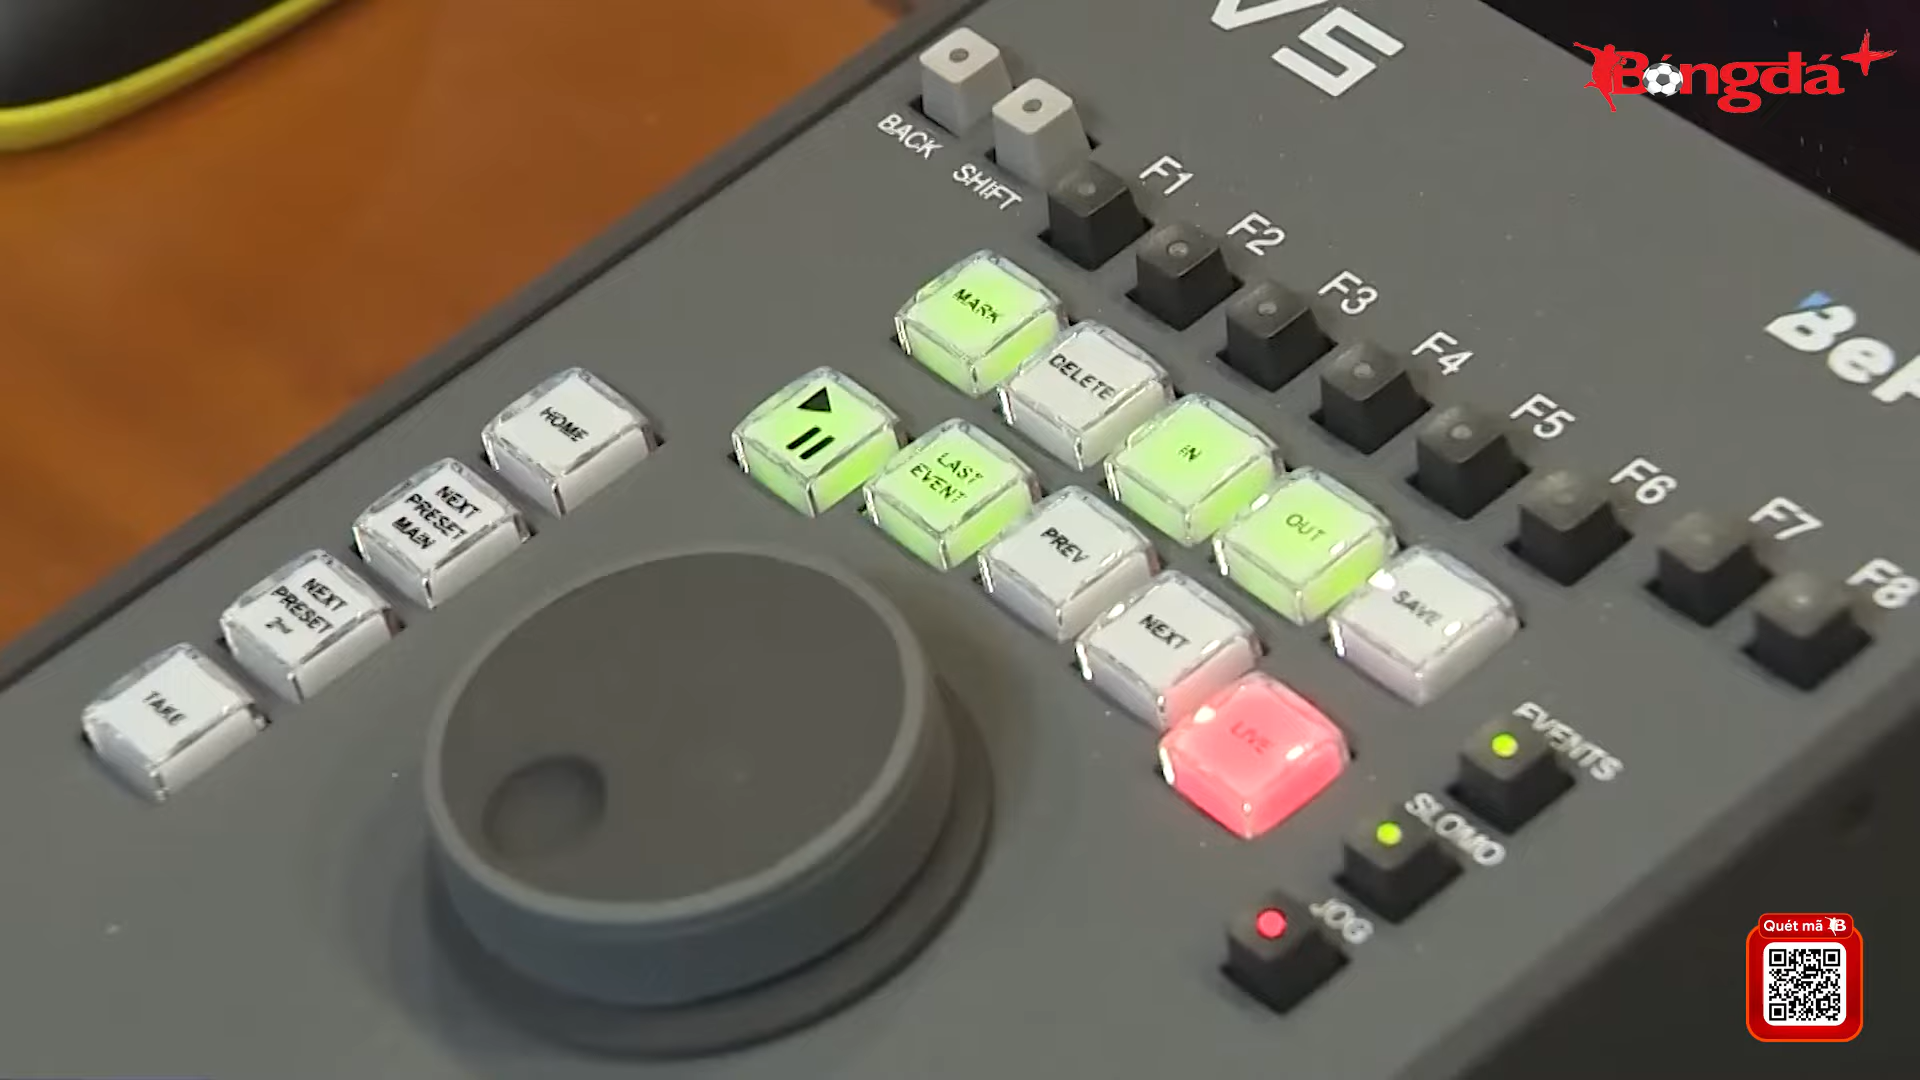 V5
Bóngdá+
BACK
SHIFT
F1
F2
F3
F4
F5
F6
F7
F8
MARK
DELETE
IN
OUT
SAVE
LAST
EVENT
PREV
NEXT
LIVE
HOME
NEXT
PRESET
MAIN
NEXT
PRESET
2nd
TAKE
EVENTS
SLOMO
JOG
Quét mã B